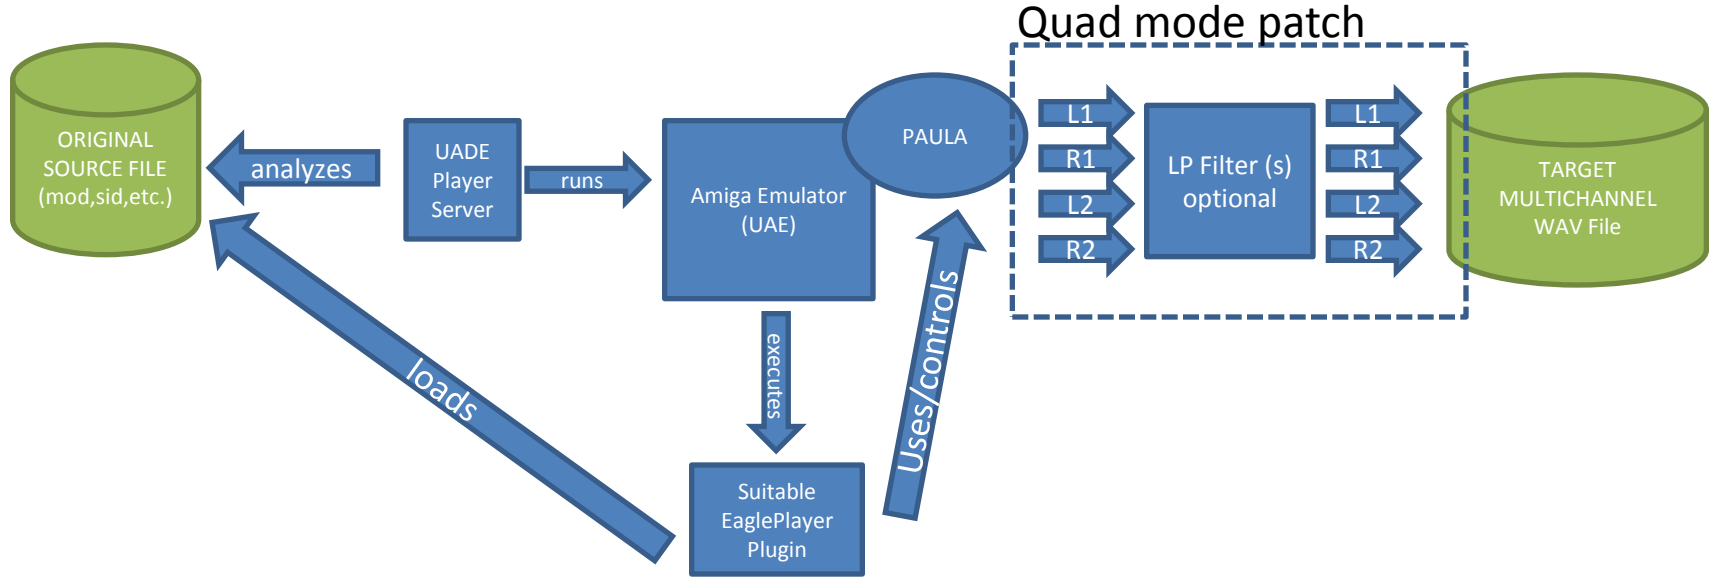 Quad mode patch
ORIGINAL
SOURCE FILE
(mod,sid,etc.)
analyzes
UADE
Player
Server
runs
Amiga Emulator
(UAE)
PAULA
L1
R1
L2
R2
LP Filter (s)
optional
L1
R1
L2
R2
TARGET
MULTICHANNEL
WAV File
loads
executes
Uses/controls
Suitable
EaglePlayer
Plugin